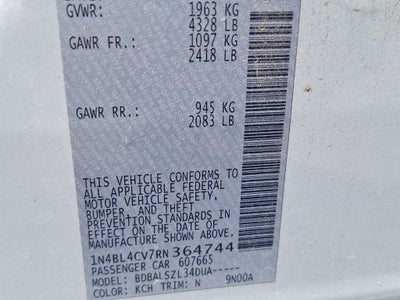 GVWR: 1963 KG
4328 LB
GAWR FR.: 1097 KG
2418 LB
GAWR RR.: 945 KG
2083 LB
THIS VEHICLE CONFORMS TO
ALL APPLICABLE FEDERAL
MOTOR VEHICLE SAFETY,
BUMPER, AND THEFT
PREVENTION STANDARDS IN
EFFECT ON THE DATE OF
MANUFACTURE SHOWN ABOVE.
1N4BL4CV7RN364744
PASSENGER CAR 607665
MODEL: BDBALSZL34DUA-----
COLOR: KCH TRIM: N 9N00A